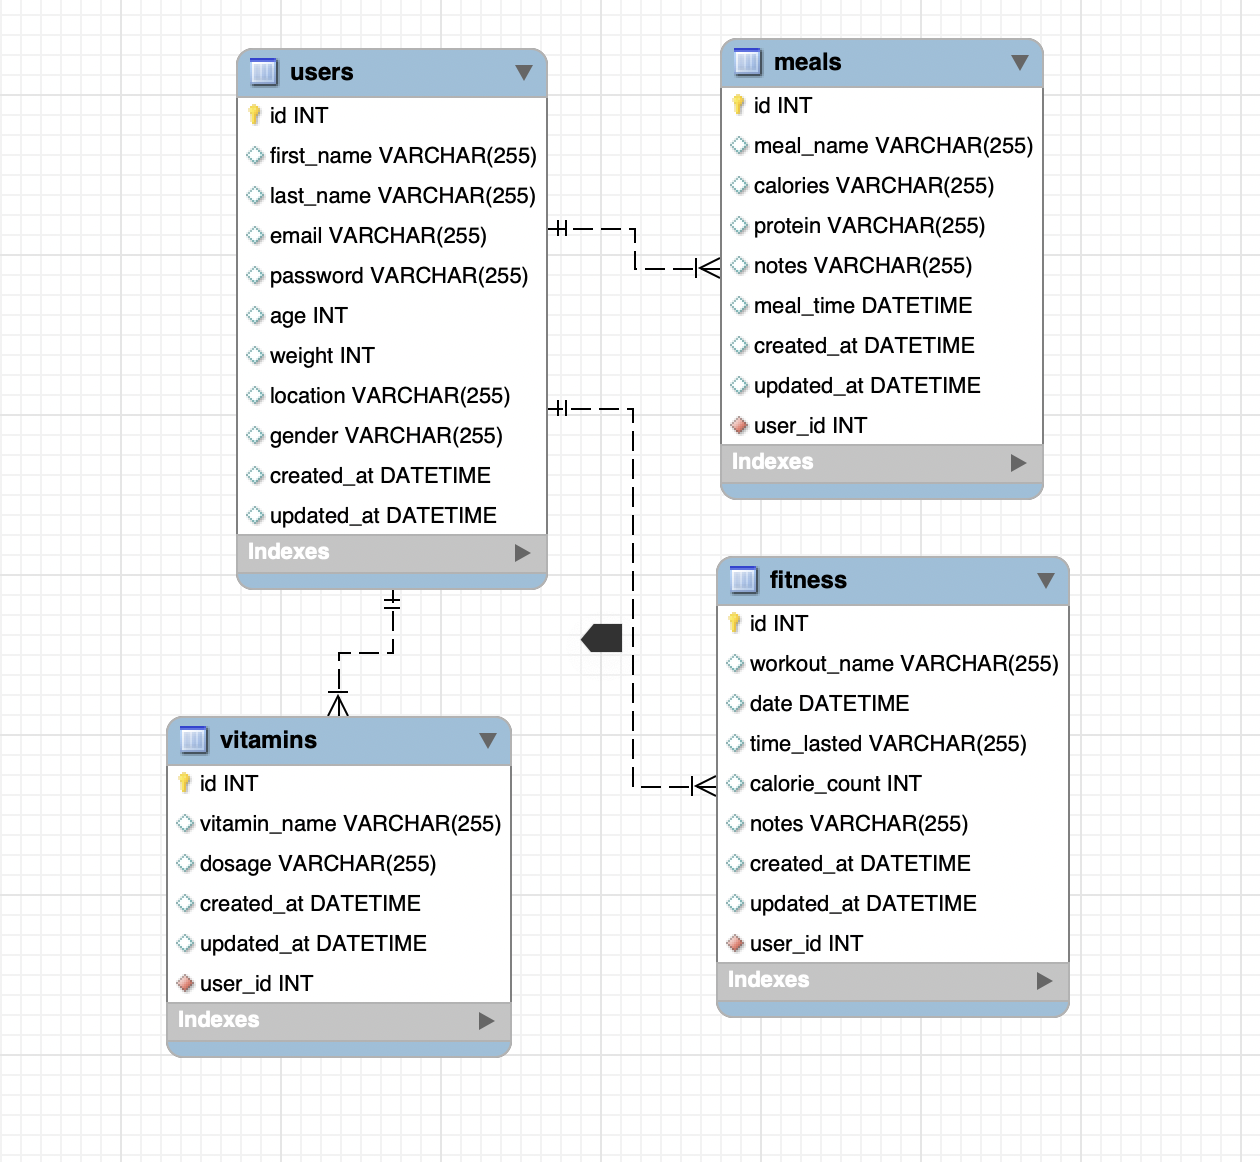 users
id INT
first_name VARCHAR(255)
last_name VARCHAR(255)
email VARCHAR(255)
password VARCHAR(255)
age INT
weight INT
location VARCHAR(255)
gender VARCHAR(255)
created_at DATETIME
updated_at DATETIME
Indexes
meals
id INT
meal_name VARCHAR(255)
calories VARCHAR(255)
protein VARCHAR(255)
notes VARCHAR(255)
meal_time DATETIME
created_at DATETIME
updated_at DATETIME
user_id INT
Indexes
vitamins
id INT
vitamin_name VARCHAR(255)
dosage VARCHAR(255)
created_at DATETIME
updated_at DATETIME
user_id INT
Indexes
fitness
id INT
workout_name VARCHAR(255)
date DATETIME
time_lasted VARCHAR(255)
calorie_count INT
notes VARCHAR(255)
created_at DATETIME
updated_at DATETIME
user_id INT
Indexes